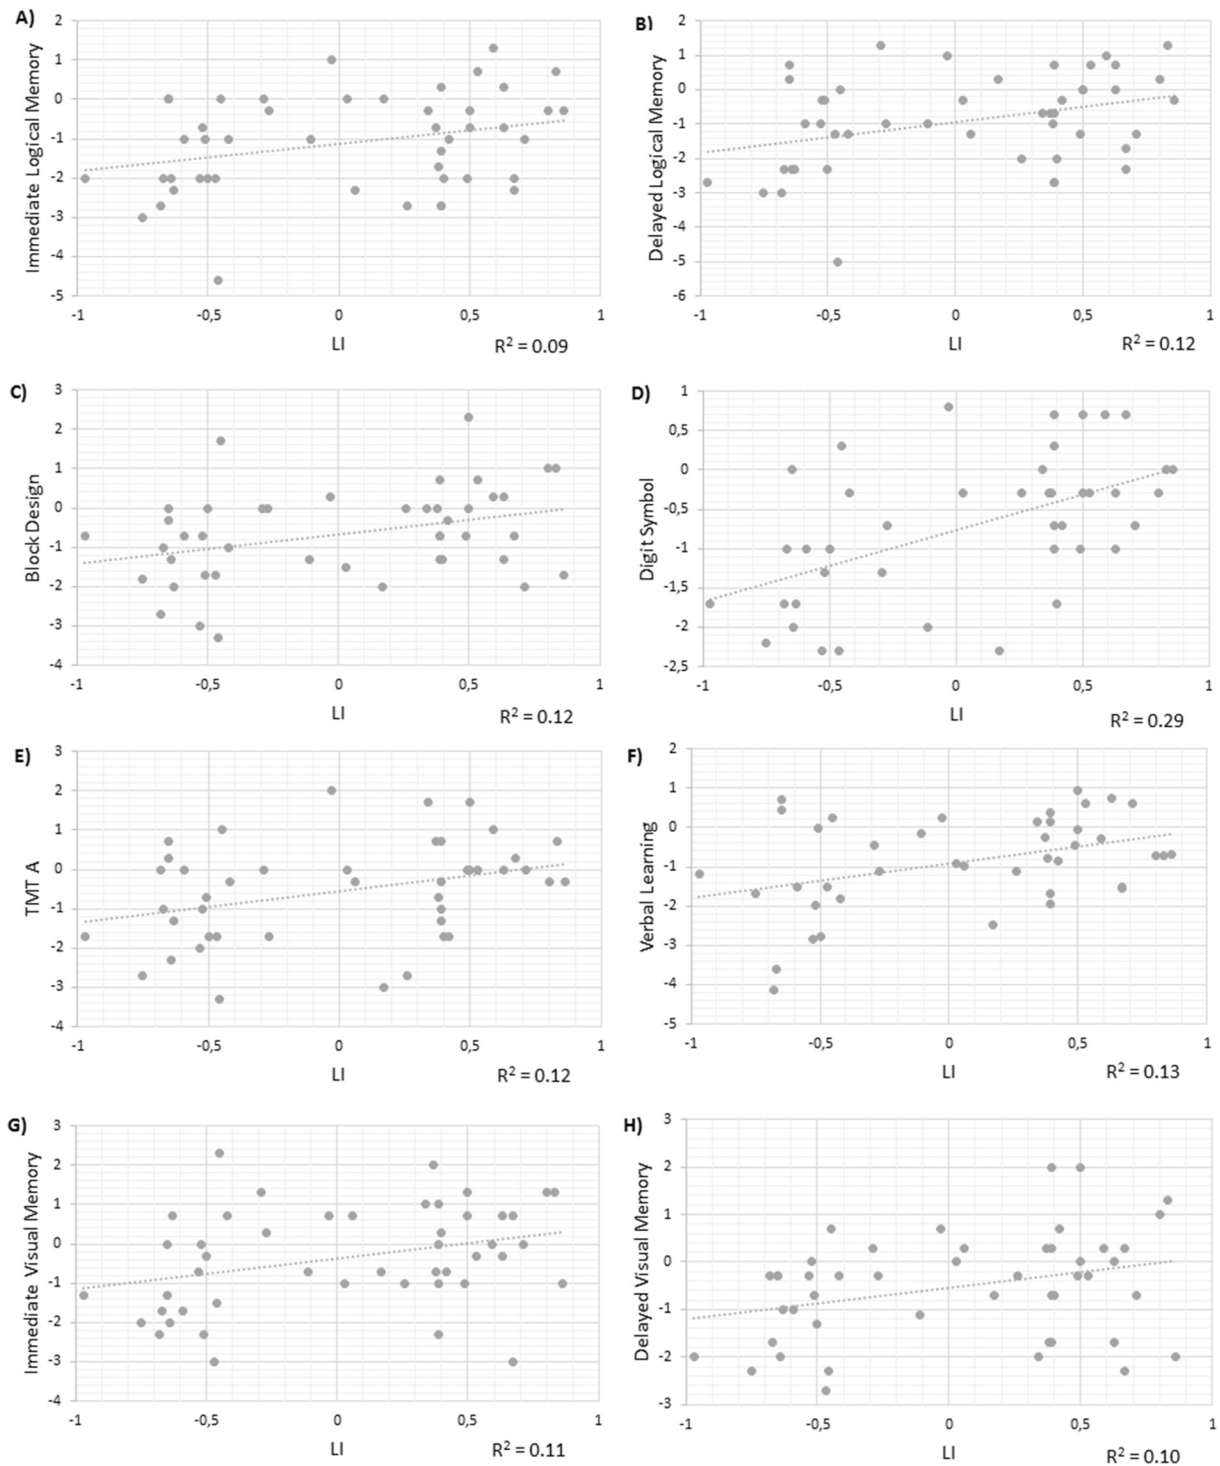 A)
Immediate Logical Memory
2
1
0
-1
-2
-3
-4
-5
-1 -0,5 0 0,5 1
LI
R² = 0.09
B)
Delayed Logical Memory
2
1
0
-1
-2
-3
-4
-5
-6
-1 -0,5 0 0,5 1
LI
R² = 0.12
C)
Block Design
3
2
1
0
-1
-2
-3
-4
-1 -0,5 0 0,5 1
LI
R² = 0.12
D)
Digit Symbol
1
0,5
0
-0,5
-1
-1,5
-2
-2,5
-1 -0,5 0 0,5 1
LI
R² = 0.29
E)
TMT A
3
2
1
0
-1
-2
-3
-4
-1 -0,5 0 0,5 1
LI
R² = 0.12
F)
Verbal Learning
2
1
0
-1
-2
-3
-4
-5
-1 -0,5 0 0,5 1
LI
R² = 0.13
G)
Immediate Visual Memory
3
2
1
0
-1
-2
-3
-4
-1 -0,5 0 0,5 1
LI
R² = 0.11
H)
Delayed Visual Memory
3
2
1
0
-1
-2
-3
-1 -0,5 0 0,5 1
LI
R² = 0.10